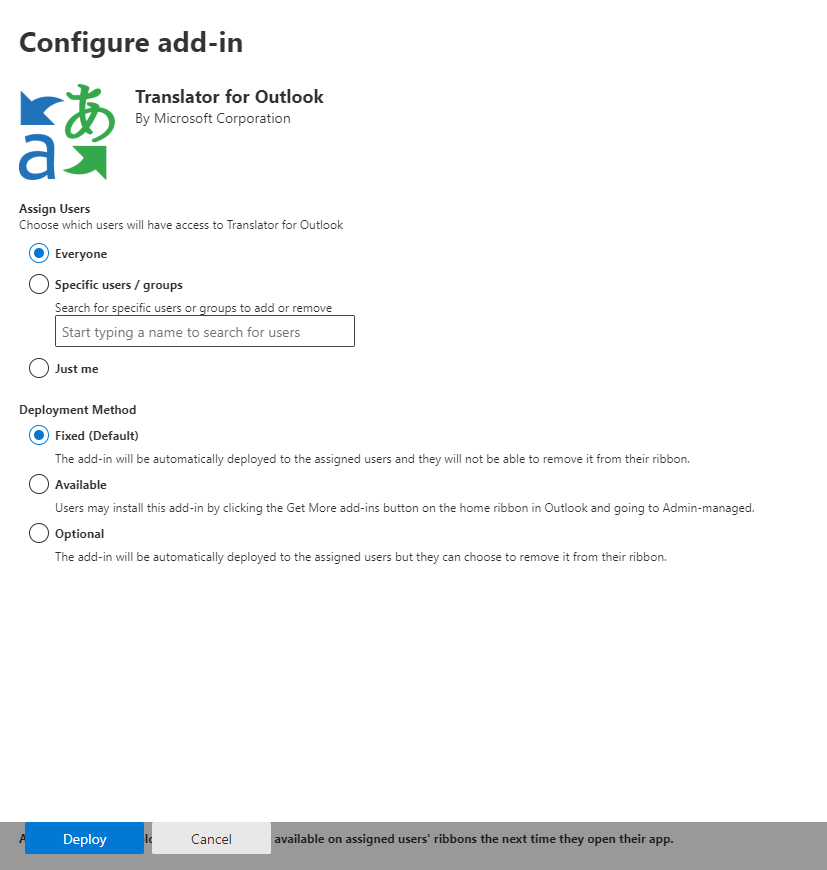 Configure add-in
あ
a
Translator for Outlook
By Microsoft Corporation
Assign Users
Choose which users will have access to Translator for Outlook
Everyone
Specific users / groups
Search for specific users or groups to add or remove
Start typing a name to search for users
Just me
Deployment Method
Fixed (Default)
The add-in will be automatically deployed to the assigned users and they will not be able to remove it from their ribbon.
Available
Users may install this add-in by clicking the Get More add-ins button on the home ribbon in Outlook and going to Admin-managed.
Optional
The add-in will be automatically deployed to the assigned users but they can choose to remove it from their ribbon.
Deploy Cancel available on assigned users' ribbons the next time they open their app.